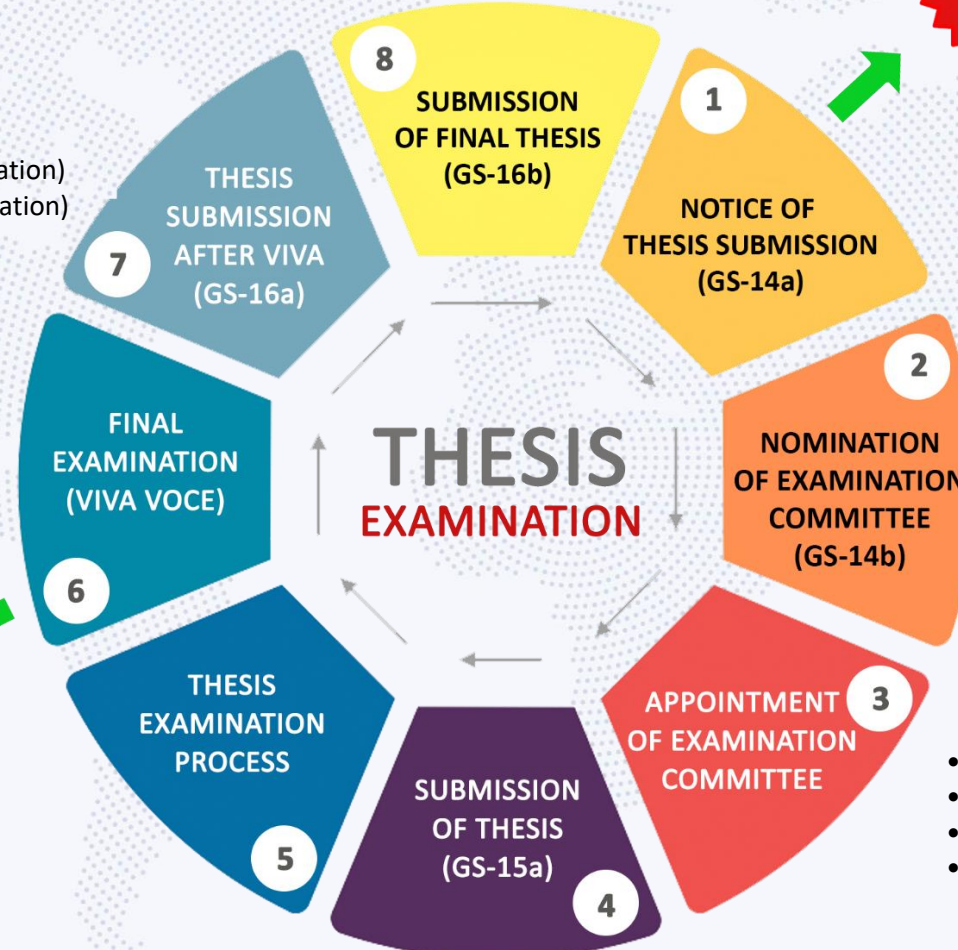 8
SUBMISSION
OF FINAL THESIS
(GS-16b)
1
NOTICE OF
THESIS SUBMISSION
(GS-14a)
2
NOMINATION
OF EXAMINATION
COMMITTEE
(GS-14b)
3
APPOINTMENT
OF EXAMINATION
COMMITTEE
4
SUBMISSION
OF THESIS
(GS-15a)
5
THESIS
EXAMINATION
PROCESS
6
FINAL
EXAMINATION
(VIVA VOCE)
7
THESIS
SUBMISSION
AFTER VIVA
(GS-16a)
THESIS
EXAMINATION